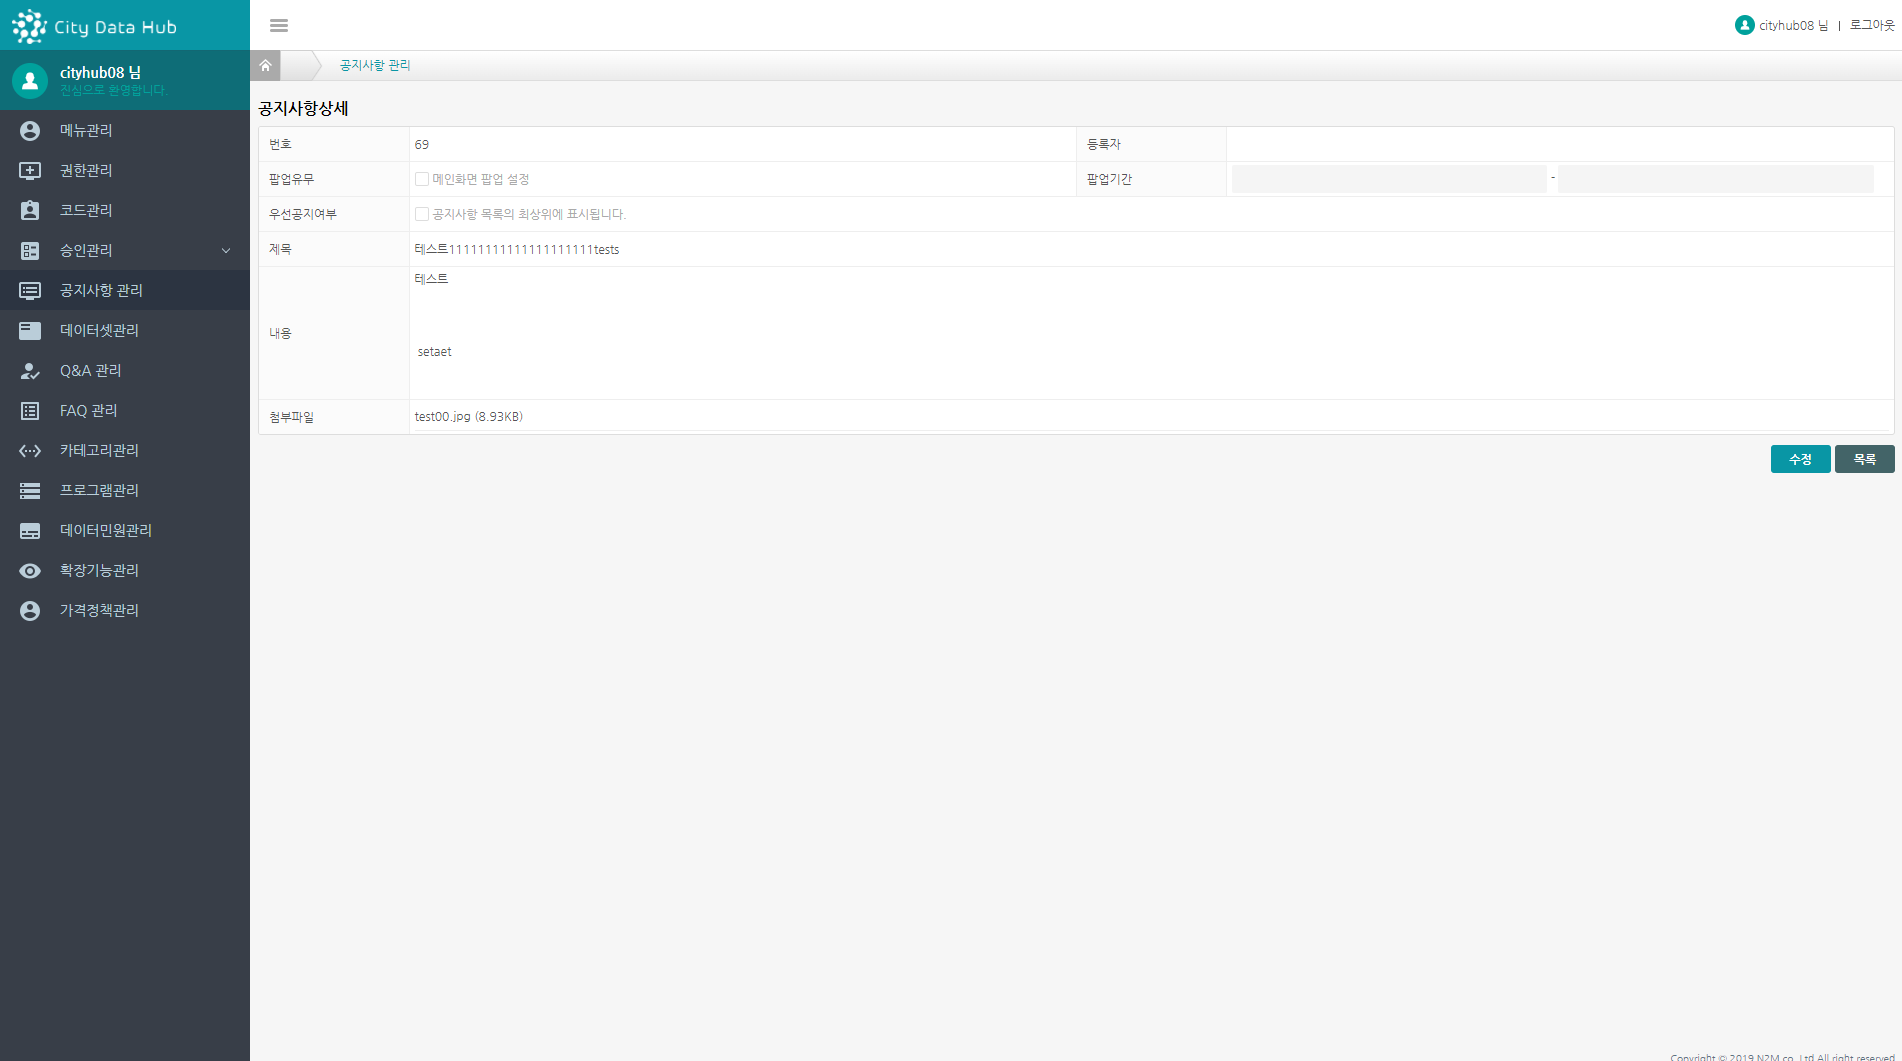 City Data Hub
cityhub08 님 | 로그아웃
cityhub08 님
진심으로 환영합니다.
메뉴관리
권한관리
코드관리
승인관리
공지사항 관리
데이터셋관리
Q&A 관리
FAQ 관리
카테고리관리
프로그램관리
데이터민원관리
확장기능관리
가격정책관리
공지사항 관리
공지사항상세
번호 69 등록자
팝업유무 메인화면 팝업 설정 팝업기간 -
우선공지여부 공지사항 목록의 최상위에 표시됩니다.
제목 테스트11111111111111111111tests
내용 테스트
setaet
첨부파일 test00.jpg (8.93KB)
수정 목록
Copyright © 2019 N2M co. Ltd All right reserved